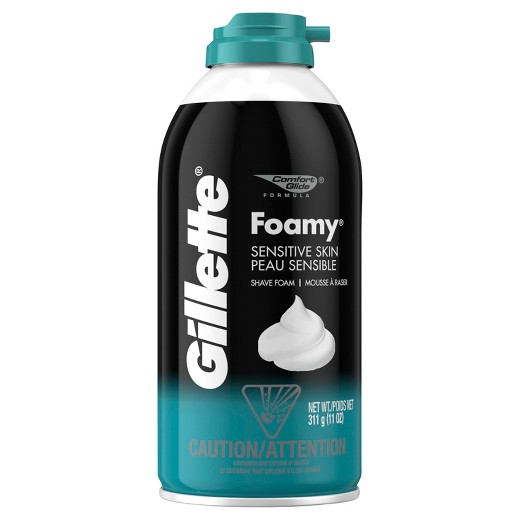 Gillette®
Comfort
Glide®
FORMULA
Foamy®
SENSITIVE SKIN
PEAU SENSIBLE
SHAVE FOAM | MOUSSE À RASER
NET WT./POIDS NET
311 g (11 OZ)
CAUTION/ATTENTION